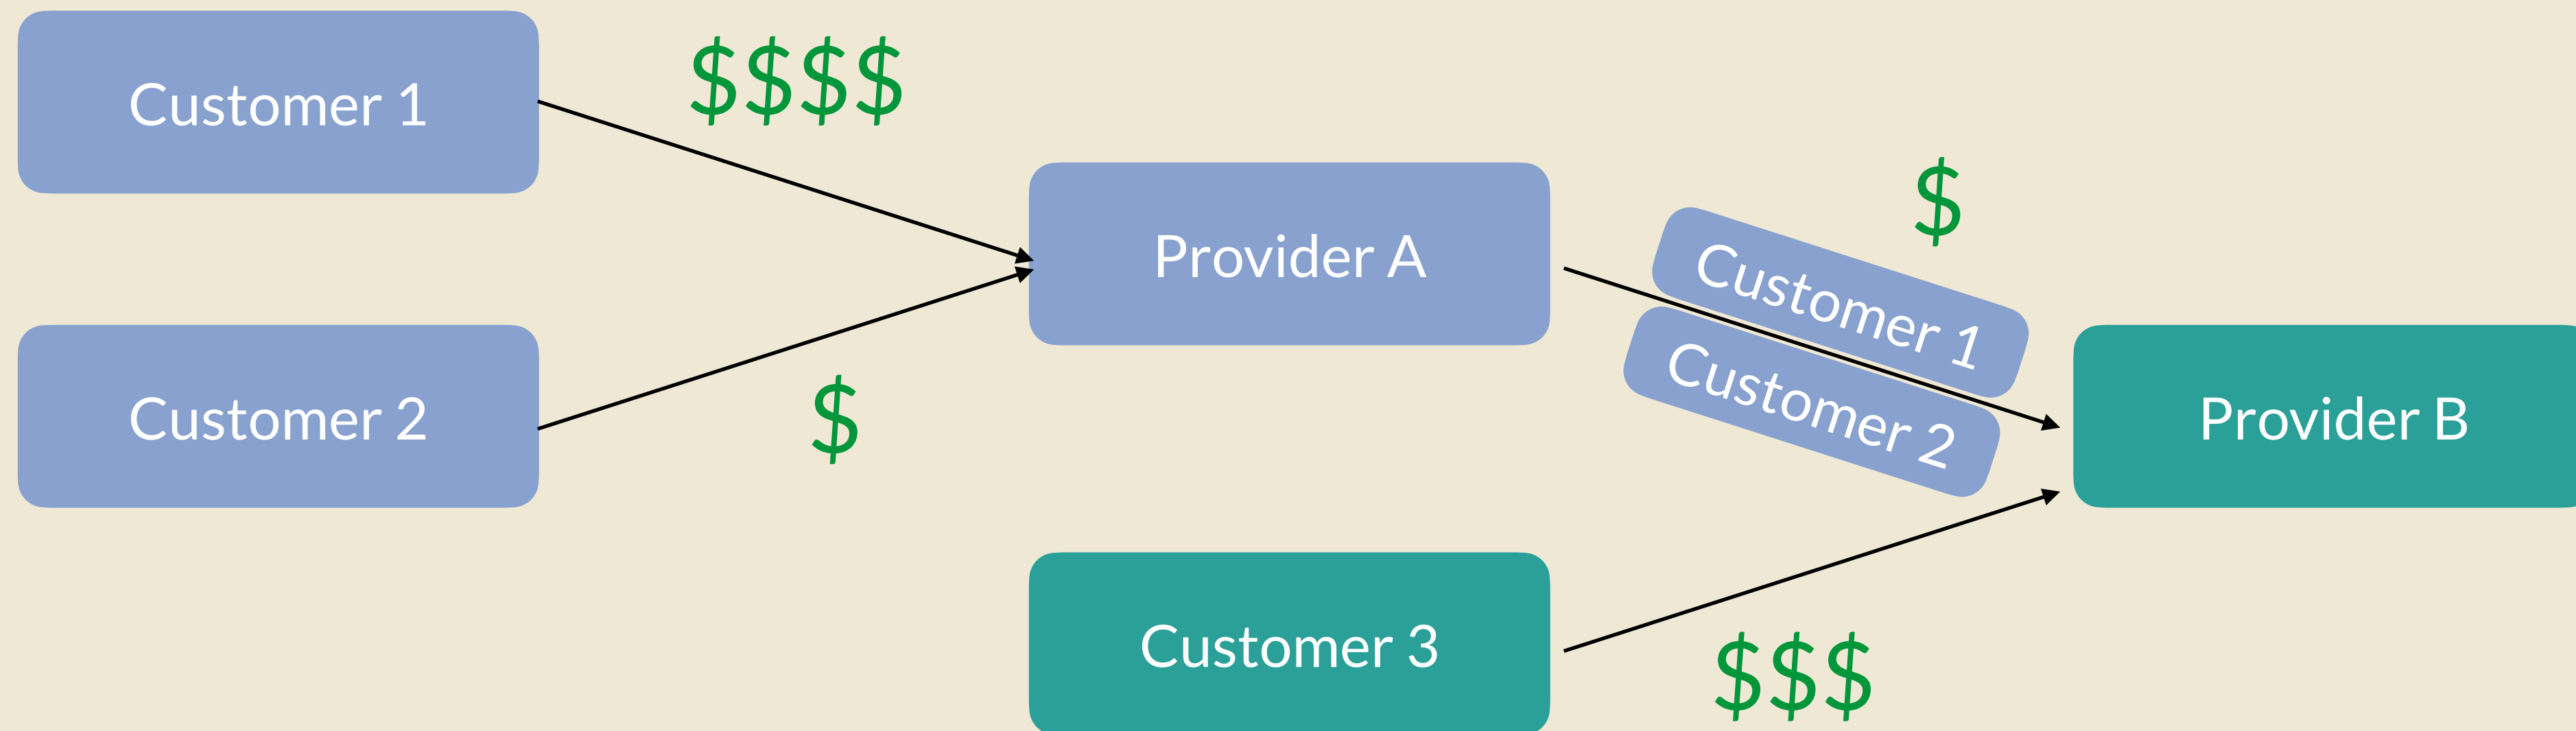 Customer 1
$$$$
Customer 2
$
Provider A
Customer 3
$
Customer 1
Customer 2
$$$
Provider B